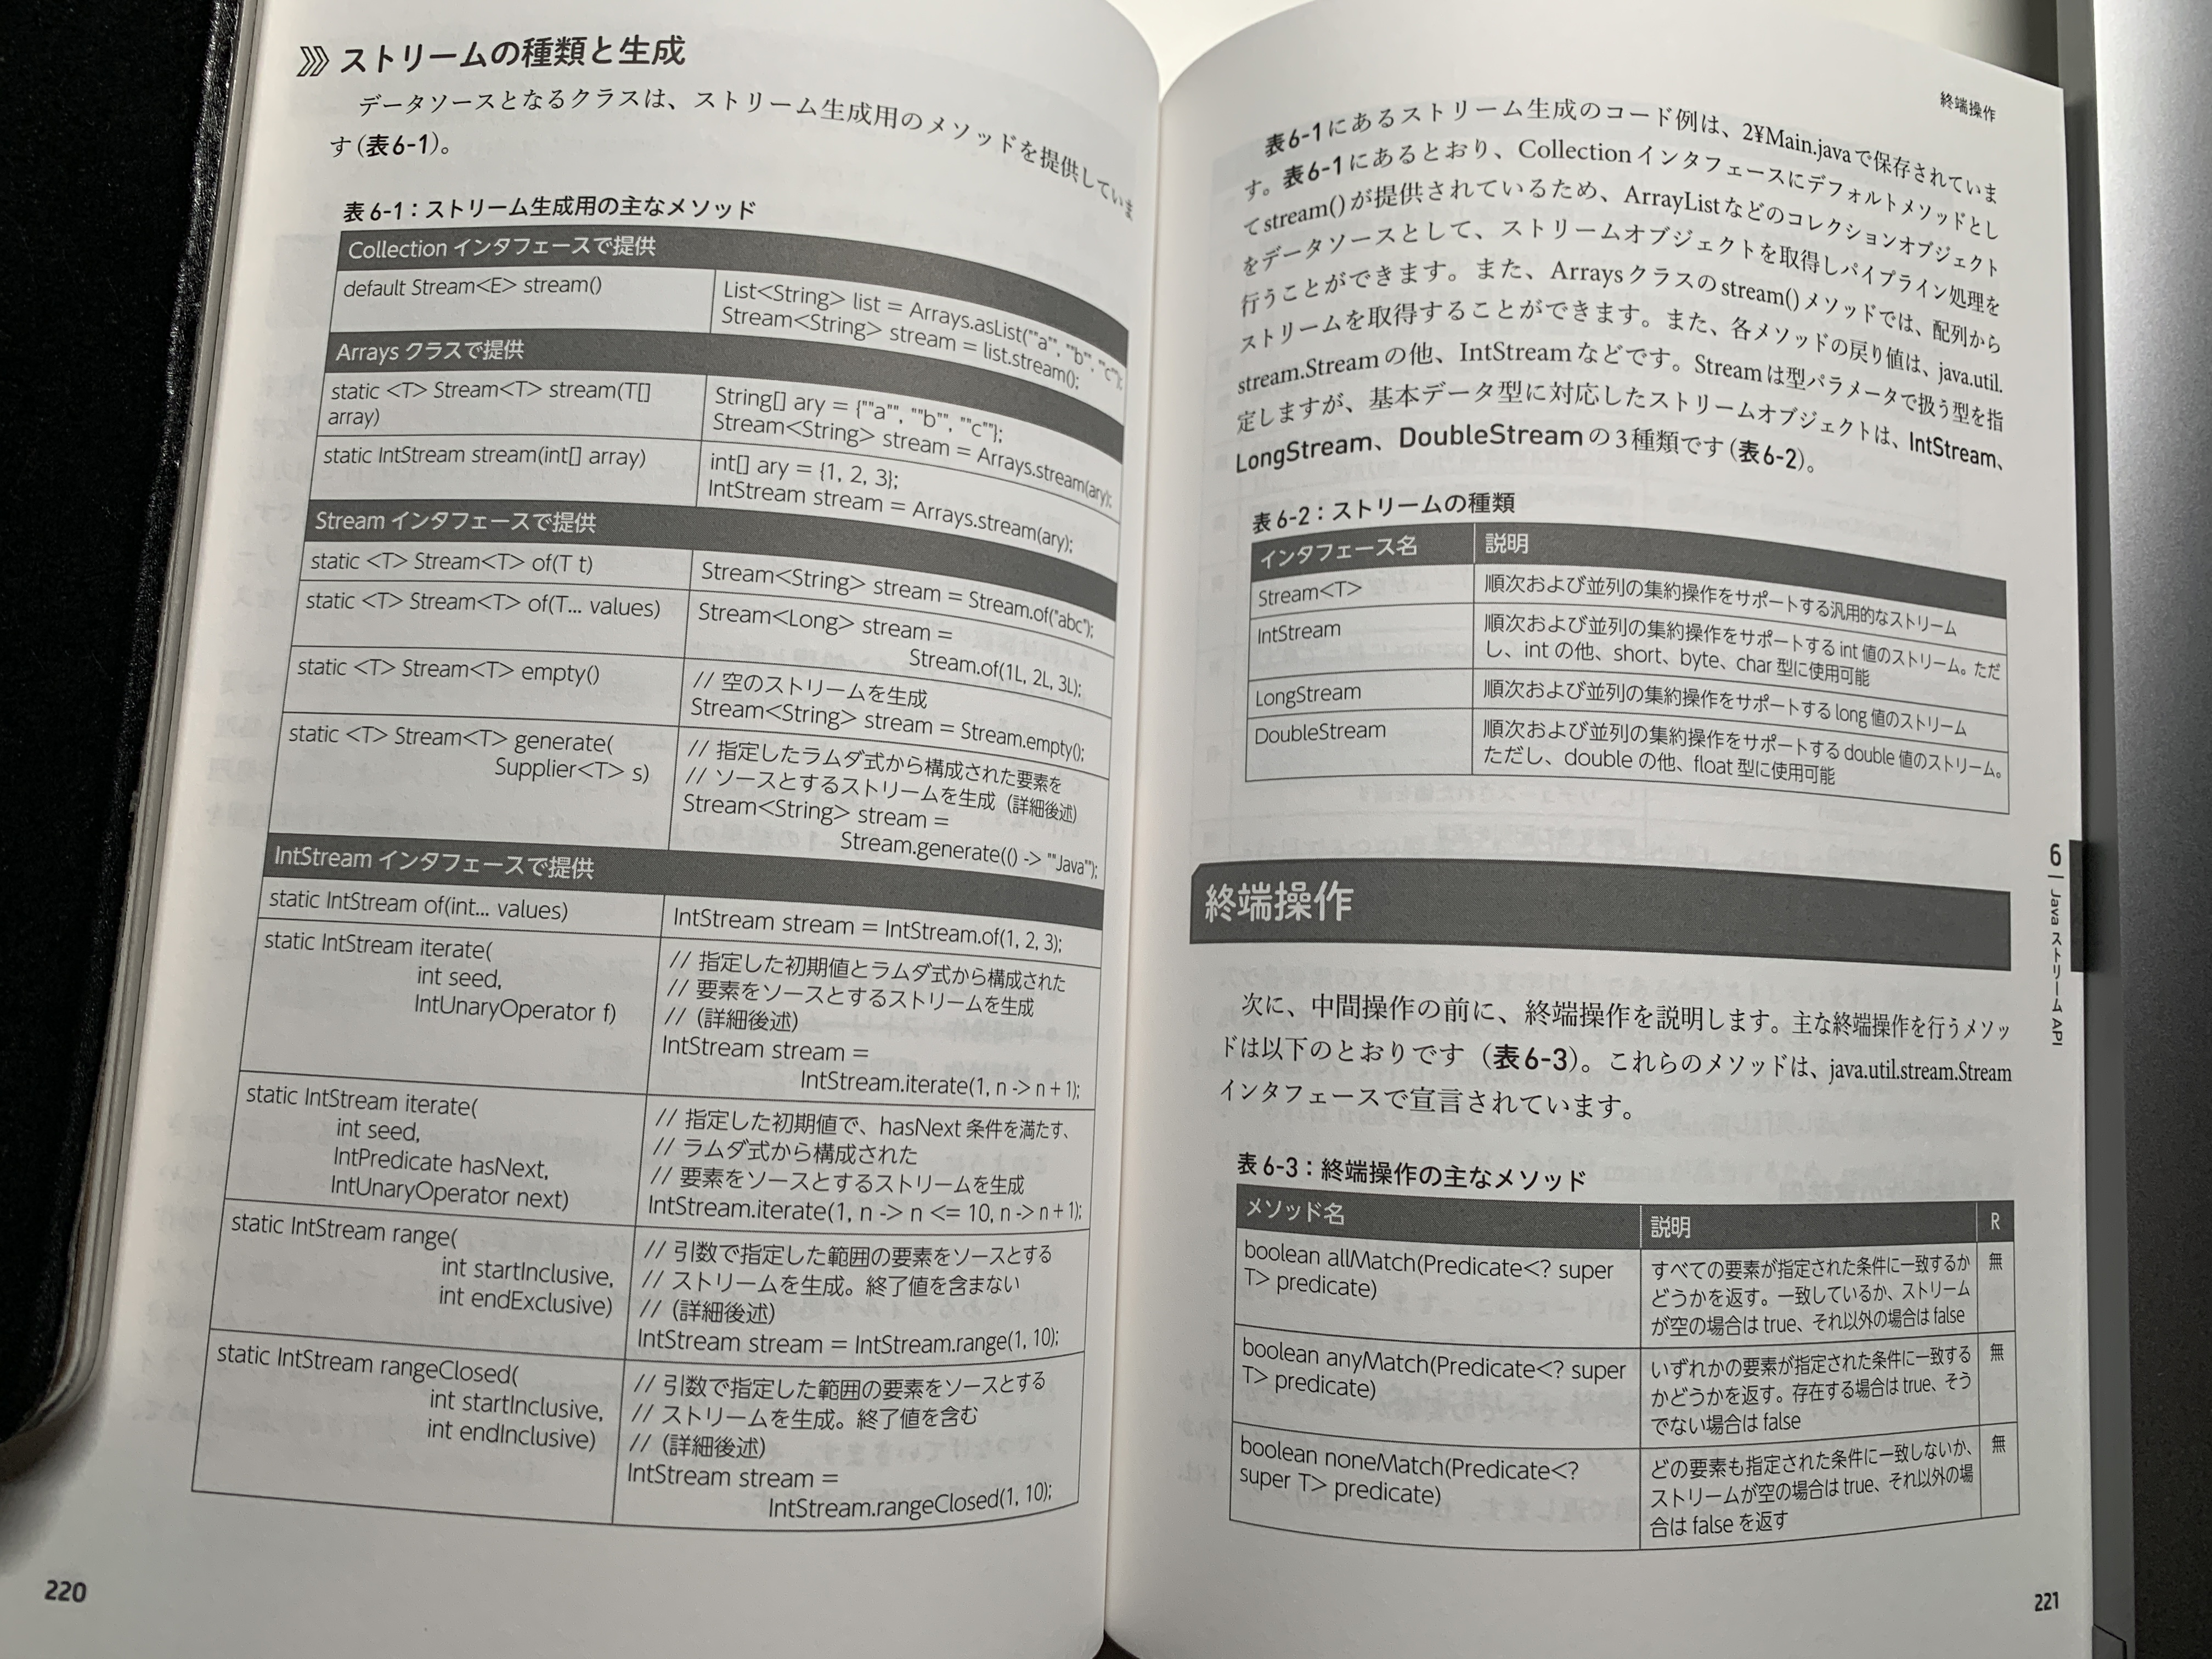 ストリームの種類と生成
データソースとなるクラスは、ストリーム生成用のメソッドを提供していま
す(表6-1)。
表6-1：ストリーム生成用の主なメソッド
Collection インタフェースで提供
default Stream<E> stream()
List<String> list = Arrays.asList(""a"", ""b"", ""c"");
Stream<String> stream = list.stream();
Arrays クラスで提供
static <T> Stream<T> stream(T[]
array)
String[] ary = {""a"", ""b"", ""c""};
Stream<String> stream = Arrays.stream(ary);
static IntStream stream(int[] array)
int[] ary = {1, 2, 3};
IntStream stream = Arrays.stream(ary);
Stream インタフェースで提供
static <T> Stream<T> of(T t)
Stream<String> stream = Stream.of("abc");
static <T> Stream<T> of(T... values)
Stream<Long> stream =
Stream.of(1L, 2L, 3L);
static <T> Stream<T> empty()
// 空のストリームを生成
Stream<String> stream = Stream.empty();
static <T> Stream<T> generate(
Supplier<T> s)
// 指定したラムダ式から構成された要素を
// ソースとするストリームを生成（詳細後述）
Stream<String> stream =
Stream.generate(() -> ""Java"");
IntStream インタフェースで提供
static IntStream of(int... values)
IntStream stream = IntStream.of(1, 2, 3);
static IntStream iterate(
int seed,
IntUnaryOperator f)
// 指定した初期値とラムダ式から構成された
// 要素をソースとするストリームを生成
// （詳細後述）
IntStream stream =
IntStream.iterate(1, n -> n + 1);
static IntStream iterate(
int seed,
IntPredicate hasNext,
IntUnaryOperator next)
// 指定した初期値で、hasNext 条件を満たす、
// ラムダ式から構成された
// 要素をソースとするストリームを生成
IntStream.iterate(1, n -> n <= 10, n -> n + 1);
static IntStream range(
int startInclusive,
int endExclusive)
// 引数で指定した範囲の要素をソースとする
// ストリームを生成。終了値を含まない
// （詳細後述）
IntStream stream = IntStream.range(1, 10);
static IntStream rangeClosed(
int startInclusive,
int endInclusive)
// 引数で指定した範囲の要素をソースとする
// ストリームを生成。終了値を含む
// （詳細後述）
IntStream stream =
IntStream.rangeClosed(1, 10);
220
終端操作
表6-1にあるストリーム生成のコード例は、2¥Main.javaで保存されていま
す。表6-1にあるとおり、Collectionインタフェースにデフォルトメソッドとし
てstream()が提供されているため、ArrayListなどのコレクションオブジェクト
をデータソースとして、ストリームオブジェクトを取得しパイプライン処理を
行うことができます。また、Arraysクラスのstream()メソッドでは、配列から
ストリームを取得することができます。また、各メソッドの戻り値は、java.util.
stream.Streamの他、IntStreamなどです。Streamは型パラメータで扱う型を指
定しますが、基本データ型に対応したストリームオブジェクトは、IntStream、
LongStream、DoubleStreamの3種類です(表6-2)。
表6-2：ストリームの種類
インタフェース名
説明
Stream<T>
順次および並列の集約操作をサポートする汎用的なストリーム
IntStream
順次および並列の集約操作をサポートする int 値のストリーム。ただ
し、int の他、short、byte、char 型に使用可能
LongStream
順次および並列の集約操作をサポートする long 値のストリーム
DoubleStream
順次および並列の集約操作をサポートする double 値のストリーム。
ただし、double の他、float 型に使用可能
終端操作
次に、中間操作の前に、終端操作を説明します。主な終端操作を行うメソッ
ドは以下のとおりです（表6-3）。これらのメソッドは、java.util.stream.Stream
インタフェースで宣言されています。
表6-3：終端操作の主なメソッド
メソッド名
説明
R
boolean allMatch(Predicate<? super
T> predicate)
すべての要素が指定された条件に一致するか
どうかを返す。一致しているか、ストリーム
が空の場合は true、それ以外の場合は false
無
boolean anyMatch(Predicate<? super
T> predicate)
いずれかの要素が指定された条件に一致する
かどうかを返す。存在する場合は true、そう
でない場合は false
無
boolean noneMatch(Predicate<?
super T> predicate)
どの要素も指定された条件に一致しないか、
ストリームが空の場合は true、それ以外の場
合は false を返す
無
6
Java ストリーム API
221